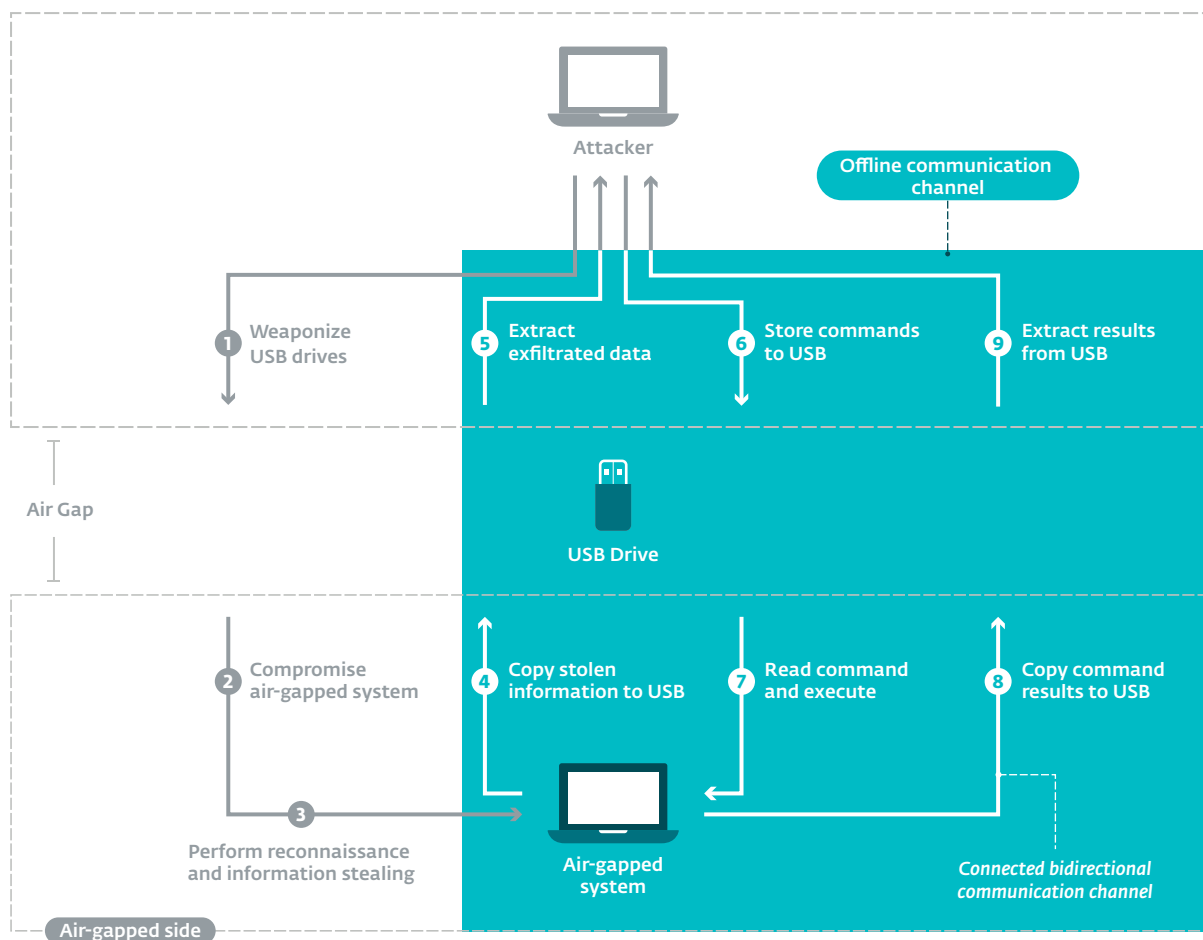 Attacker
Offline communication
channel
1
Weaponize
USB drives
5
Extract
exfiltrated data
6
Store commands
to USB
9
Extract results
from USB
Air Gap
USB Drive
2
Compromise
air-gapped system
4
Copy stolen
information to USB
7
Read command
and execute
8
Copy command
results to USB
3
Perform reconnaissance
and information stealing
Air-gapped
system
Connected bidirectional
communication channel
Air-gapped side